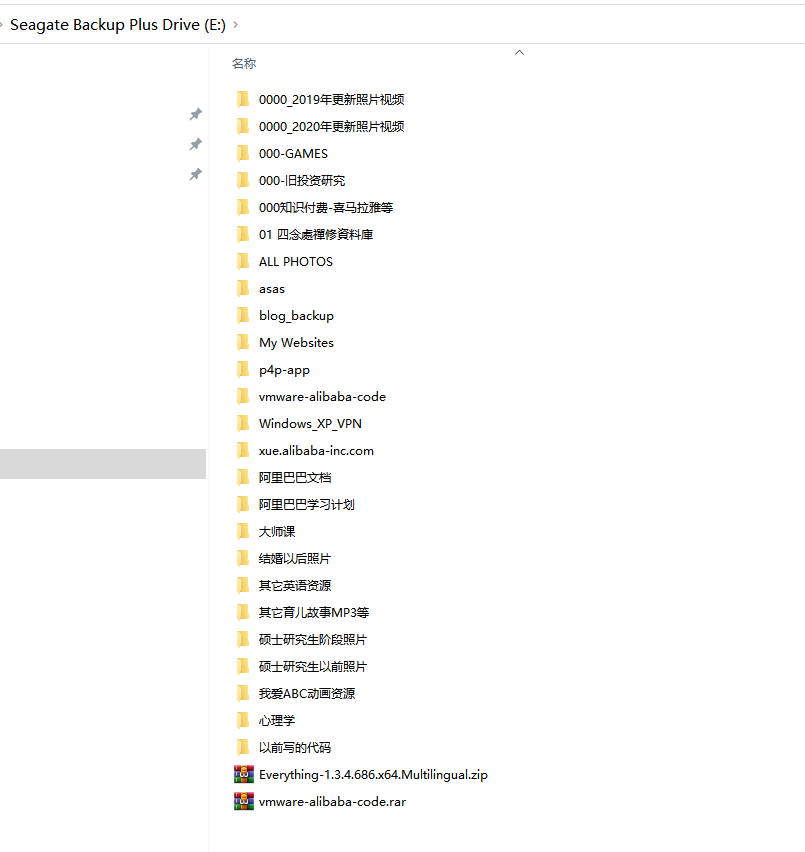 Seagate Backup Plus Drive (E:)
名称
0000_2019年更新照片视频
0000_2020年更新照片视频
000-GAMES
000-旧投资研究
000知识付费-喜马拉雅等
01 四念處禪修資料庫
ALL PHOTOS
asas
blog_backup
My Websites
p4p-app
vmware-alibaba-code
Windows_XP_VPN
xue.alibaba-inc.com
阿里巴巴文档
阿里巴巴学习计划
大师课
结婚以后照片
其它英语资源
其它育儿故事MP3等
硕士研究生阶段照片
硕士研究生以前照片
我爱ABC动画资源
心理学
以前写的代码
Everything-1.3.4.686.x64.Multilingual.zip
vmware-alibaba-code.rar